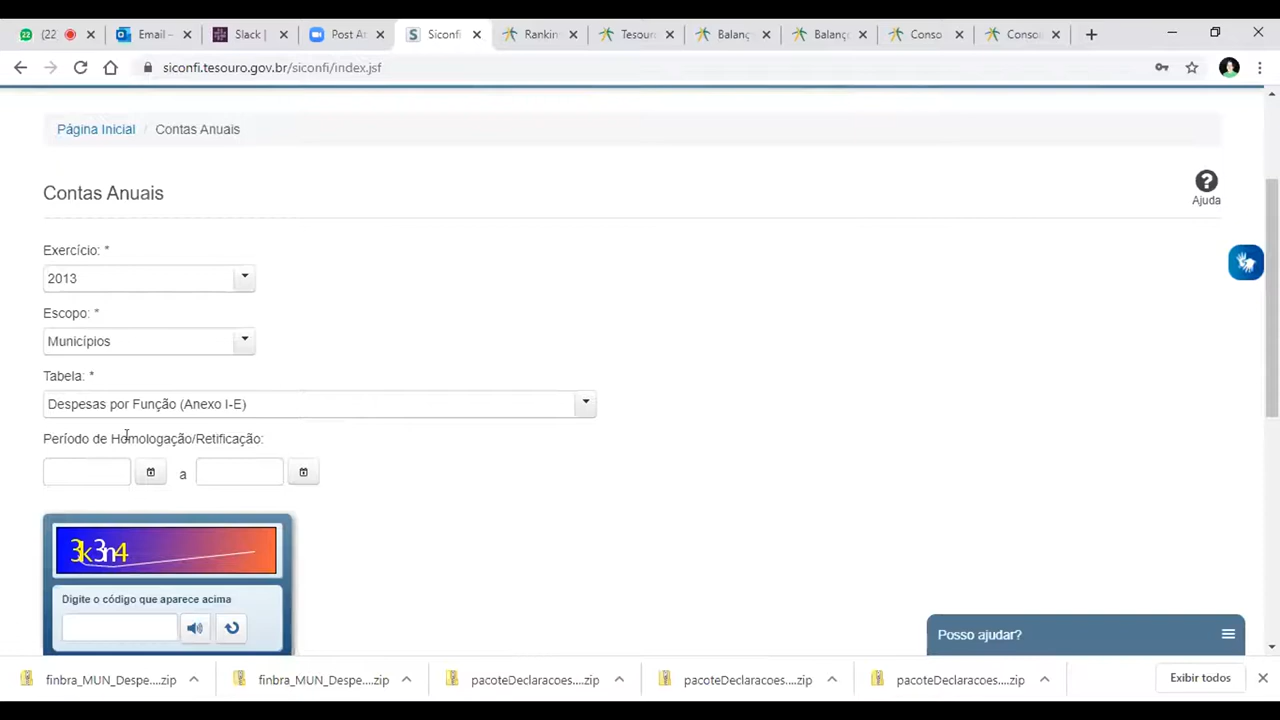 22 (22
Email –
Slack |
Post At
Siconfi
Rankin
Tesour
Balanç
Balanç
Conso
Conso
siconfi.tesouro.gov.br/siconfi/index.jsf
Página Inicial / Contas Anuais
Contas Anuais
?
Ajuda
Exercício: *
2013
Escopo: *
Municípios
Tabela: *
Despesas por Função (Anexo I-E)
Período de Homologação/Retificação:
a
3k3n4
Digite o código que aparece acima
Posso ajudar?
finbra_MUN_Despe....zip
finbra_MUN_Despe....zip
pacoteDeclaracoes....zip
pacoteDeclaracoes....zip
pacoteDeclaracoes....zip
Exibir todos